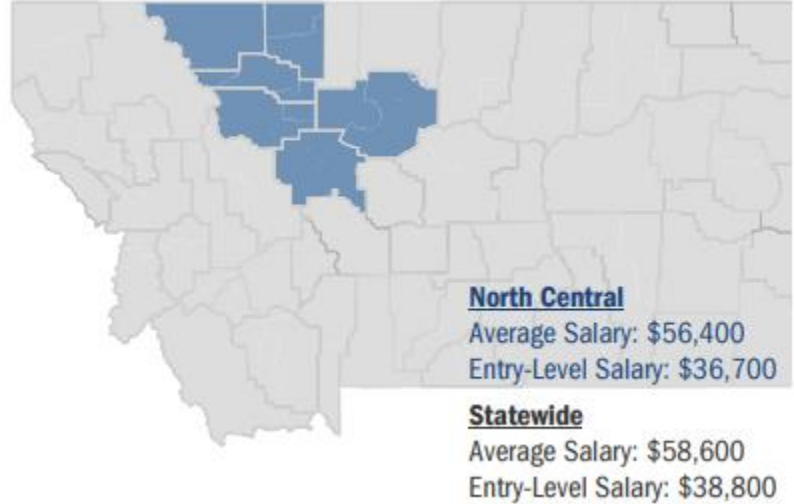 North Central
Average Salary: $56,400
Entry-Level Salary: $36,700
Statewide
Average Salary: $58,600
Entry-Level Salary: $38,800